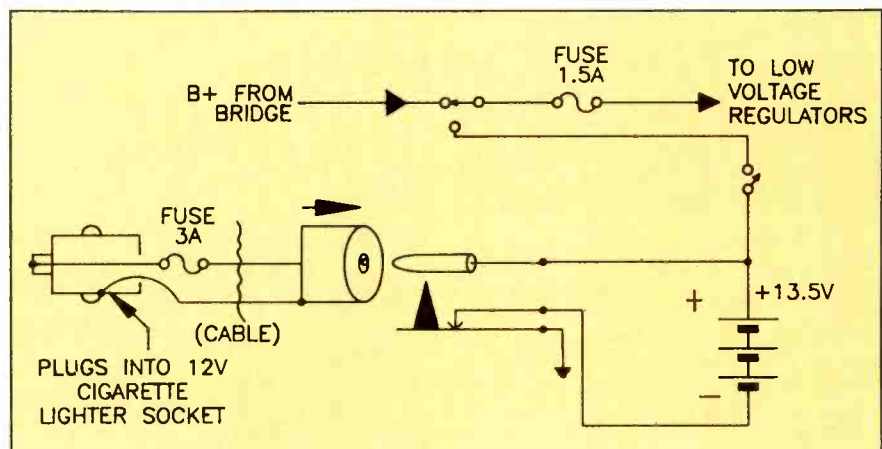 FUSE
1.5A
TO LOW
VOLTAGE
REGULATORS
B+ FROM
BRIDGE
FUSE
3A
(CABLE)
PLUGS INTO 12V
CIGARETTE
LIGHTER SOCKET
+
+13.5V
−